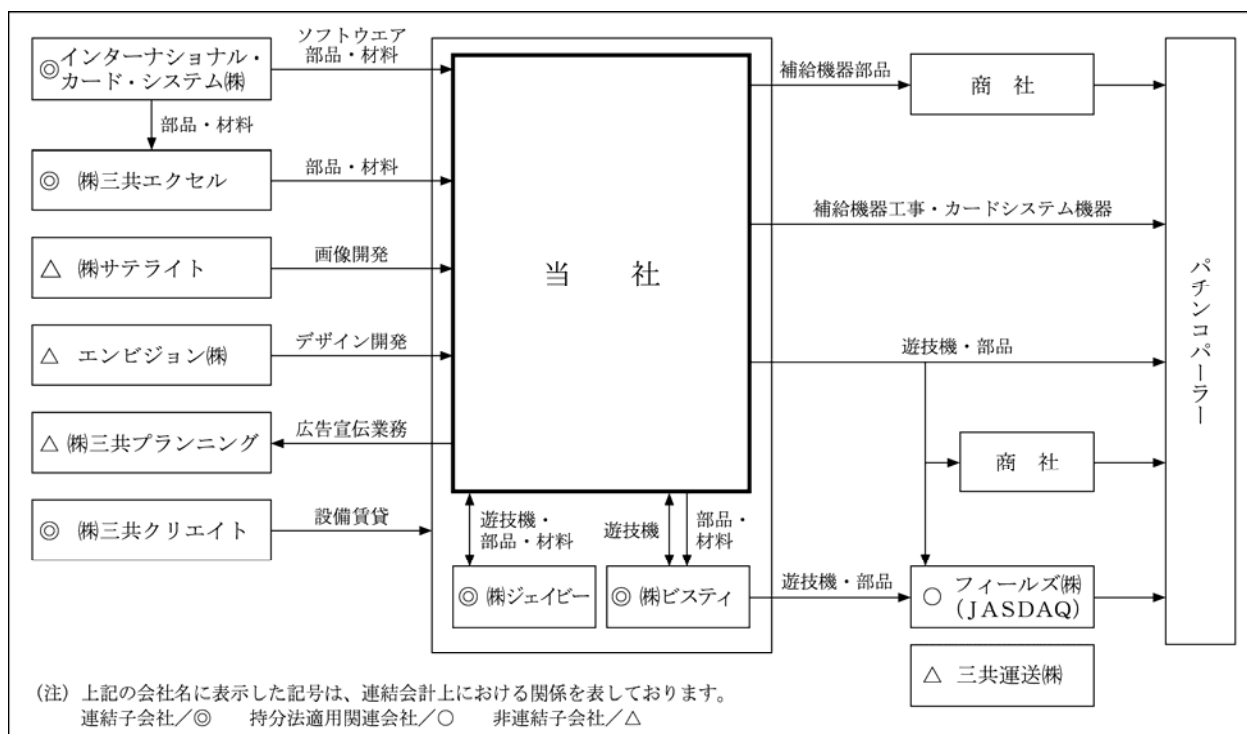 ソフトウエア
部品・材料
◎インターナショナル・
カード・システム㈱
部品・材料
◎ ㈱三共エクセル
部品・材料
△ ㈱サテライト
画像開発
△ エンビジョン㈱
デザイン開発
△ ㈱三共プランニング
広告宣伝業務
◎ ㈱三共クリエイト
設備賃貸
当 社
遊技機・
部品・材料
遊技機
部品・
材料
◎ ㈱ジェイビー
◎ ㈱ビスティ
補給機器部品
商 社
補給機器工事・カードシステム機器
遊技機・部品
商 社
遊技機・部品
○ フィールズ㈱
(JASDAQ)
△ 三共運送㈱
パチンコパーラー
(注) 上記の会社名に表示した記号は、連結会計上における関係を表しております。
連結子会社/◎ 持分法適用関連会社/○ 非連結子会社/△